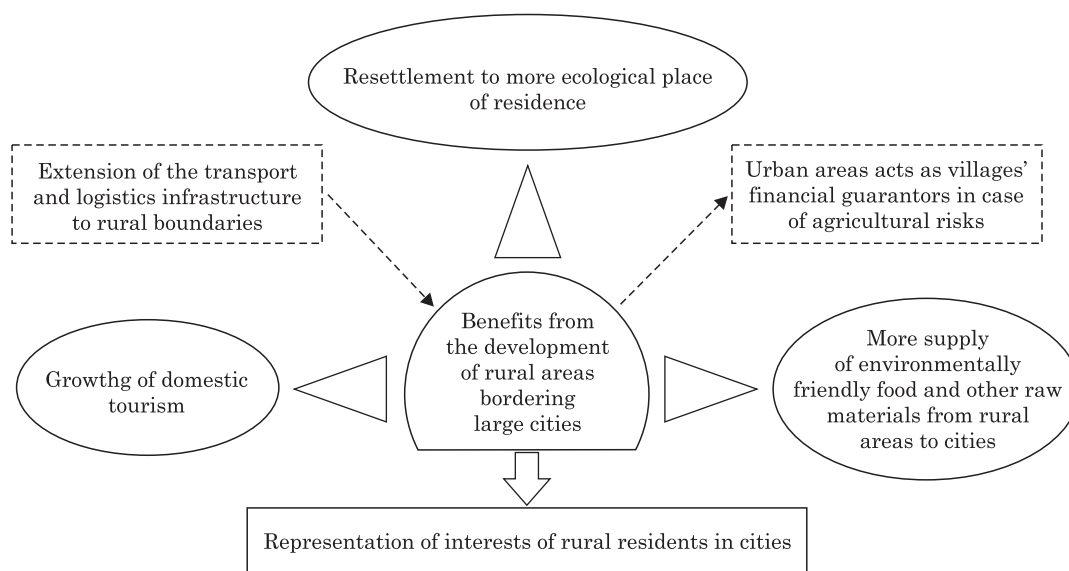 Resettlement to more ecological place
of residence
Extension of the transport
and logistics infrastructure
to rural boundaries
Urban areas acts as villages’
financial guarantors in case
of agricultural risks
Benefits from
the development
of rural areas
bordering
large cities
Growthg of domestic
tourism
More supply
of environmentally
friendly food and other raw
materials from rural
areas to cities
Representation of interests of rural residents in cities